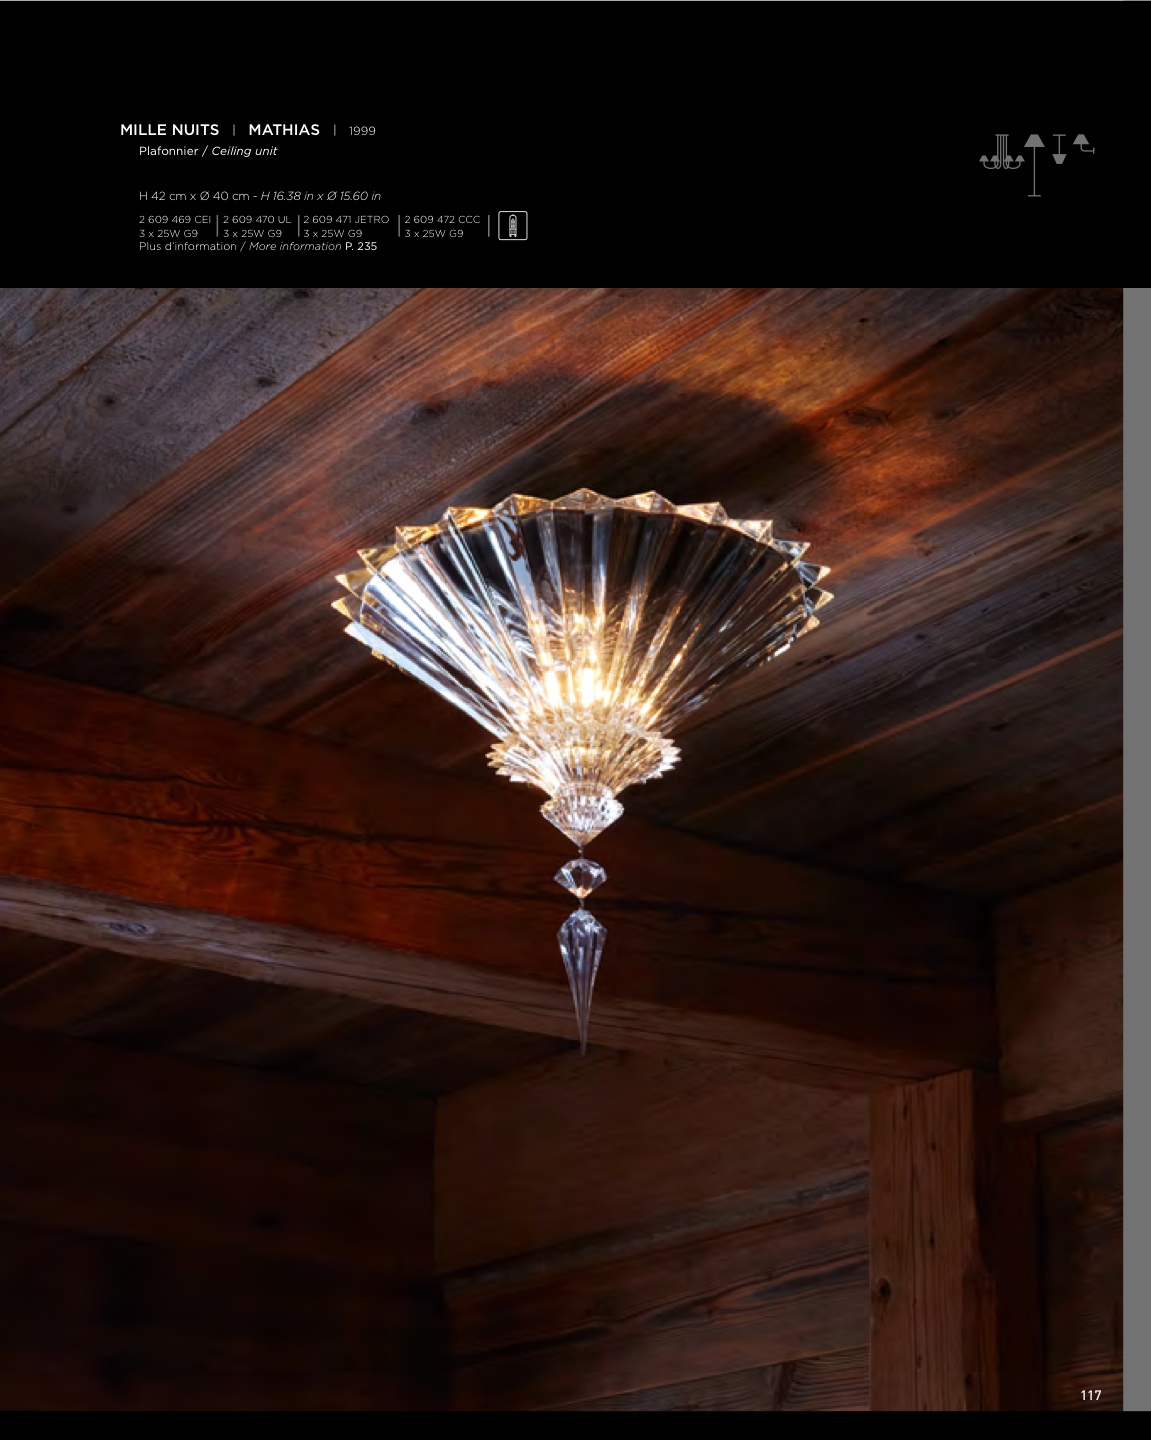 MILLE NUITS | MATHIAS | 1999
Plafonnier / Ceiling unit
H 42 cm x Ø 40 cm - H 16.38 in x Ø 15.60 in
2 609 469 CEI | 2 609 470 UL | 2 609 471 JETRO | 2 609 472 CCC |
3 x 25W G9 | 3 x 25W G9 | 3 x 25W G9 | 3 x 25W G9 |
Plus d'information / More information P. 235
117